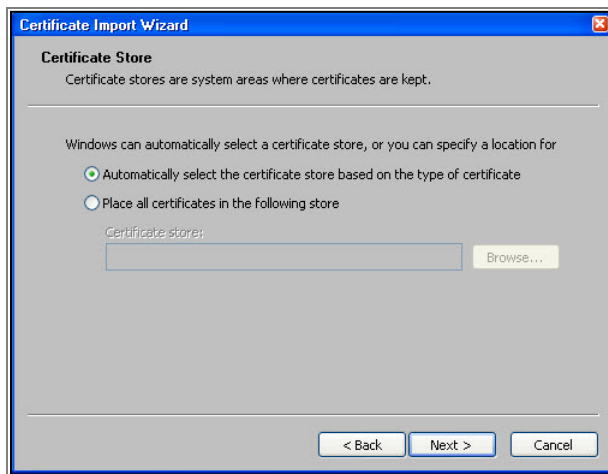 Certificate Import Wizard
Certificate Store
Certificate stores are system areas where certificates are kept.
Windows can automatically select a certificate store, or you can specify a location for
Automatically select the certificate store based on the type of certificate
Place all certificates in the following store
Certificate store:
Browse...
< Back
Next >
Cancel